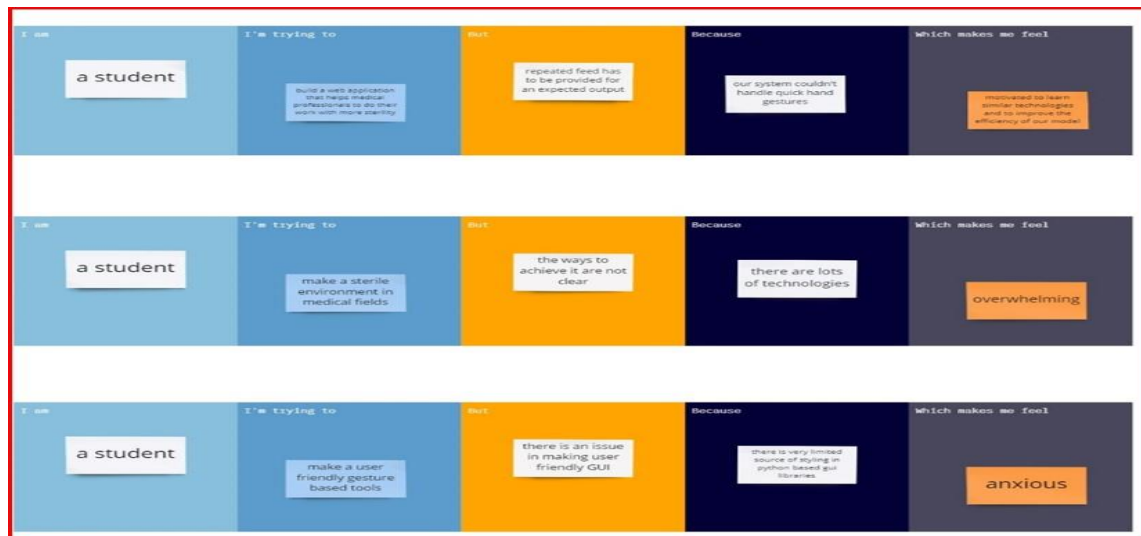 I am
I'm trying to
But
Because
Which makes me feel
a student
build a web application
that helps medical
professionals to do their
work with more sterility
repeated feed has
to be provided for
an expected output
our system couldn't
handle quick hand
gestures
motivated to learn
similar technologies
and to improve the
efficiency of our model
I am
I'm trying to
But
Because
Which makes me feel
a student
make a sterile
environment in
medical fields
the ways to
achieve it are not
clear
there are lots
of technologies
overwhelming
I am
I'm trying to
But
Because
Which makes me feel
a student
make a user
friendly gesture
based tools
there is an issue
in making user
friendly GUI
there is very limited
source of styling in
python based gui
libraries
anxious